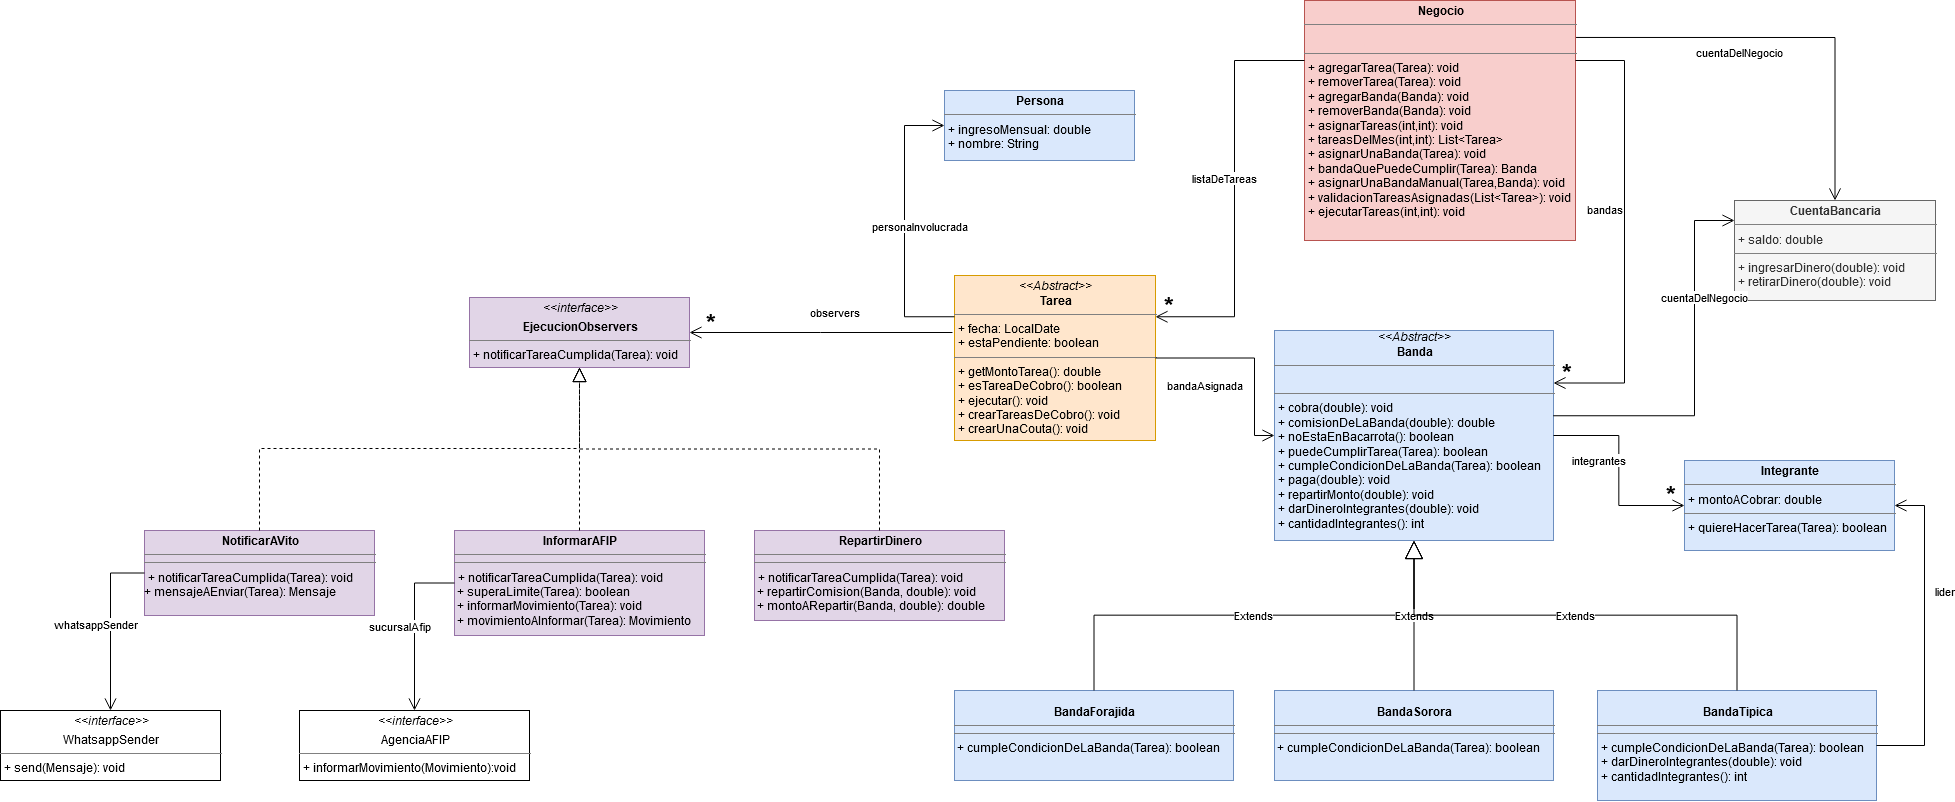 Negocio
+ agregarTarea(Tarea): void
+ removerTarea(Tarea): void
+ agregarBanda(Banda): void
+ removerBanda(Banda): void
+ asignarTareas(int,int): void
+ tareasDelMes(int,int): List<Tarea>
+ asignarUnaBanda(Tarea): void
+ bandaQuePuedeCumplir(Tarea): Banda
+ asignarUnaBandaManual(Tarea,Banda): void
+ validacionTareasAsignadas(List<Tarea>): void
+ ejecutarTareas(int,int): void
cuentaDelNegocio
Persona
+ ingresoMensual: double
+ nombre: String
listaDeTareas
bandas
personaInvolucrada
CuentaBancaria
+ saldo: double
+ ingresarDinero(double): void
+ retirarDinero(double): void
cuentaDelNegocio
<<Abstract>>
Tarea
+ fecha: LocalDate
+ estaPendiente: boolean
+ getMontoTarea(): double
+ esTareaDeCobro(): boolean
+ ejecutar(): void
+ crearTareasDeCobro(): void
+ crearUnaCouta(): void
*
observers
*
<<interface>>
EjecucionObservers
+ notificarTareaCumplida(Tarea): void
bandaAsignada
<<Abstract>>
Banda
+ cobra(double): void
+ comisionDeLaBanda(double): double
+ noEstaEnBacarrota(): boolean
+ puedeCumplirTarea(Tarea): boolean
+ cumpleCondicionDeLaBanda(Tarea): boolean
+ paga(double): void
+ repartirMonto(double): void
+ darDineroIntegrantes(double): void
+ cantidadIntegrantes(): int
*
integrantes
*
Integrante
+ montoACobrar: double
+ quiereHacerTarea(Tarea): boolean
lider
NotificarAVito
+ notificarTareaCumplida(Tarea): void
+ mensajeAEnviar(Tarea): Mensaje
InformarAFIP
+ notificarTareaCumplida(Tarea): void
+ superaLimite(Tarea): boolean
+ informarMovimiento(Tarea): void
+ movimientoAInformar(Tarea): Movimiento
RepartirDinero
+ notificarTareaCumplida(Tarea): void
+ repartirComision(Banda, double): void
+ montoARepartir(Banda, double): double
whatsappSender
sucursalAfip
Extends
Extends
Extends
<<interface>>
WhatsappSender
+ send(Mensaje): void
<<interface>>
AgenciaAFIP
+ informarMovimiento(Movimiento):void
BandaForajida
+ cumpleCondicionDeLaBanda(Tarea): boolean
BandaSorora
+ cumpleCondicionDeLaBanda(Tarea): boolean
BandaTipica
+ cumpleCondicionDeLaBanda(Tarea): boolean
+ darDineroIntegrantes(double): void
+ cantidadIntegrantes(): int